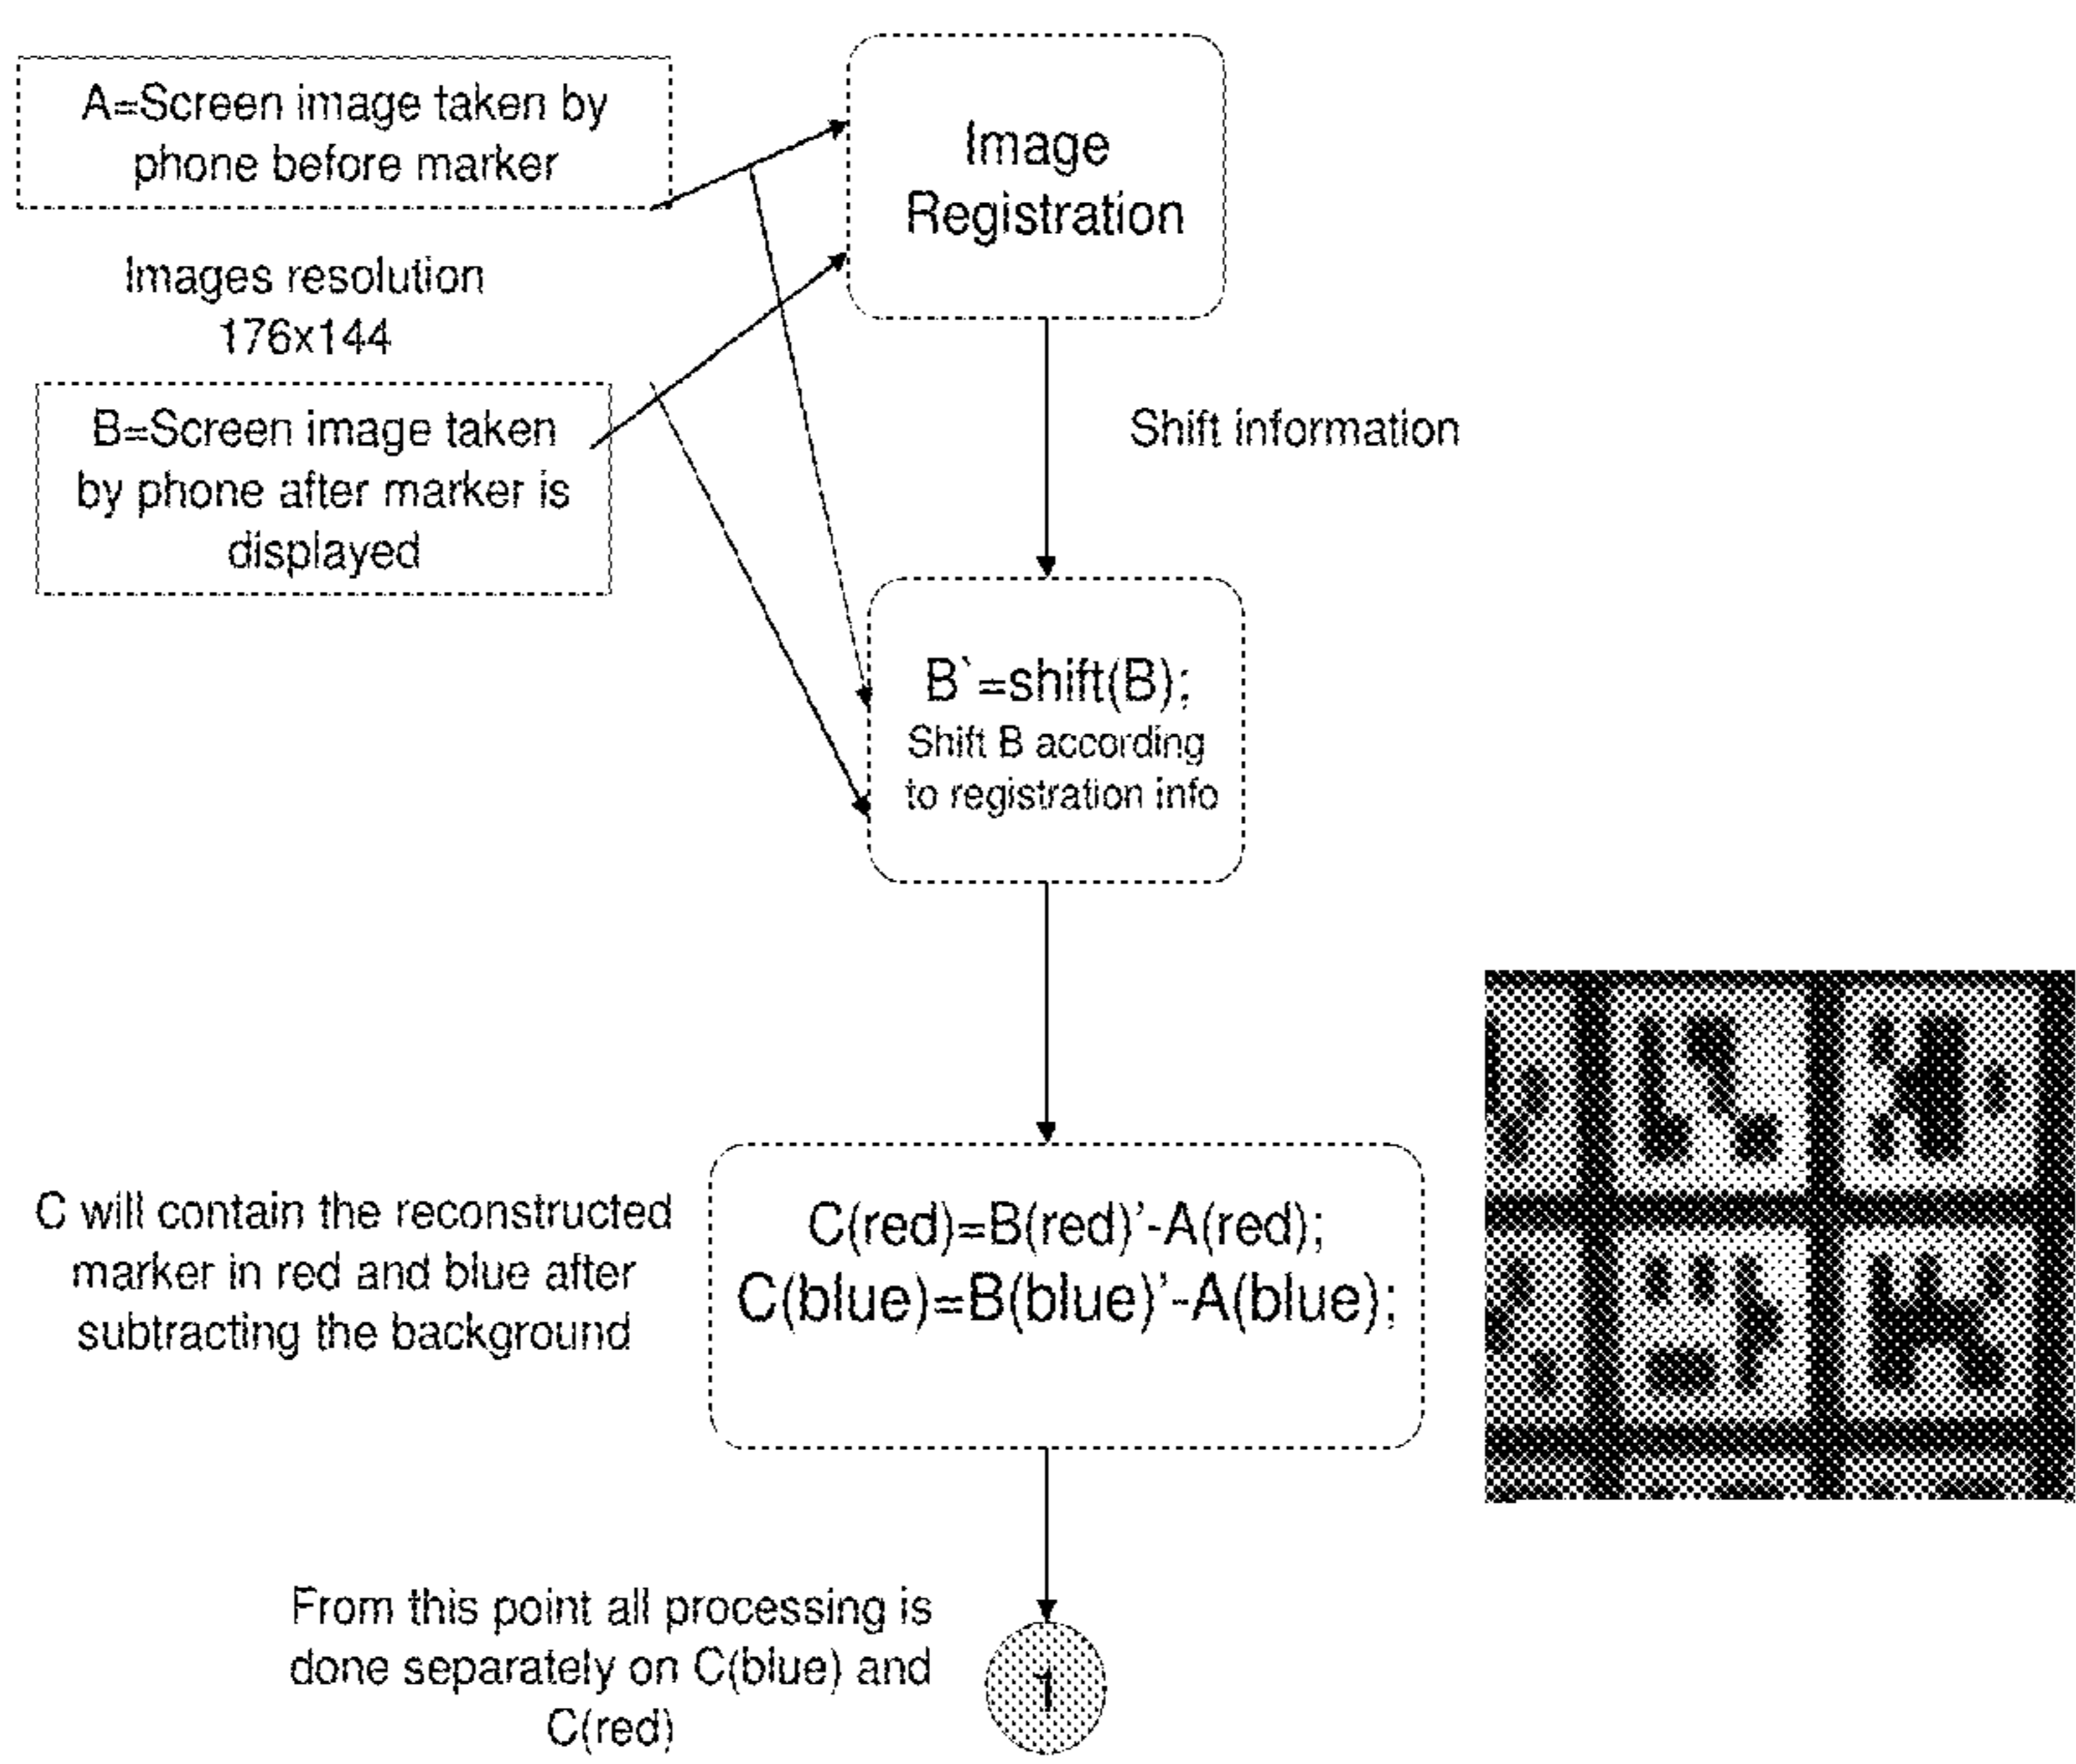 A=Screen image taken by
phone before marker
Image
Registration
Images resolution
176x144
B=Screen image taken
by phone after marker is
displayed
Shift information
B`=shift(B);
Shift B according
to registration info
C will contain the reconstructed
marker in red and blue after
subtracting the background
C(red)=B(red)’-A(red);
C(blue)=B(blue)’-A(blue);
From this point all processing is
done separately on C(blue) and
C(red)
1